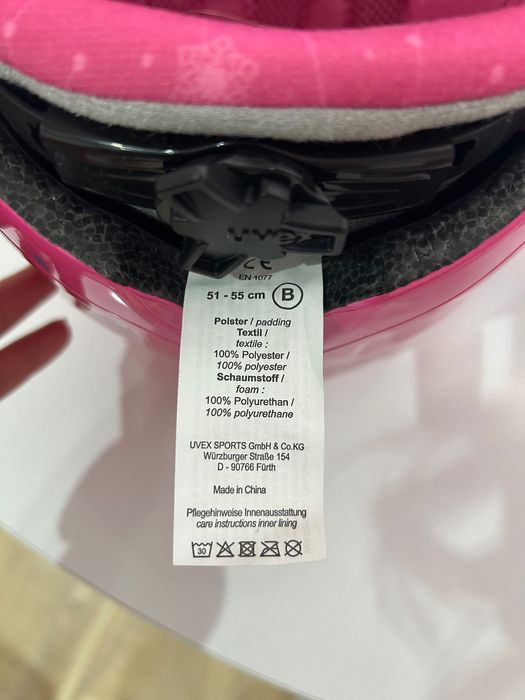 uvex
CE
EN 1077
51 - 55 cm B
Polster / padding
Textil /
textile :
100% Polyester /
100% polyester
Schaumstoff /
foam :
100% Polyurethan /
100% polyurethane
UVEX SPORTS GmbH & Co.KG
Würzburger Straße 154
D - 90766 Fürth
Made in China
Pflegehinweise Innenausstattung
care instructions inner lining
30